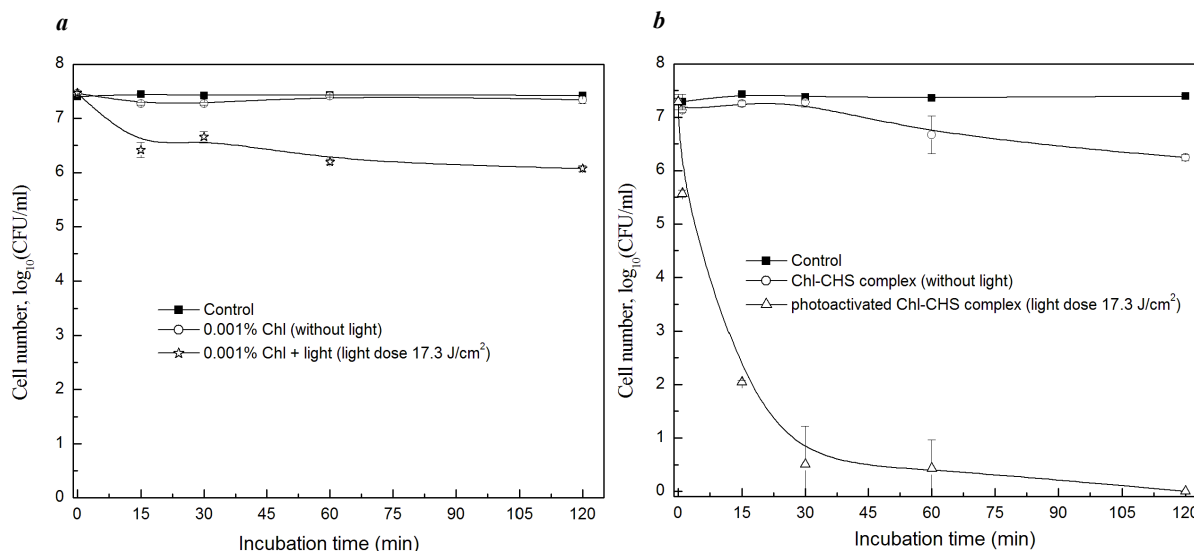 a
8
7
6
5
4
3
2
1
0
Cell number, log10(CFU/ml)
Control
0.001% Chl (without light)
0.001% Chl + light (light dose 17.3 J/cm²)
0 15 30 45 60 75 90 105 120
Incubation time (min)
b
8
7
6
5
4
3
2
1
0
Cell number, log10(CFU/ml)
Control
Chl-CHS complex (without light)
photoactivated Chl-CHS complex (light dose 17.3 J/cm²)
0 15 30 45 60 75 90 105 120
Incubation time (min)